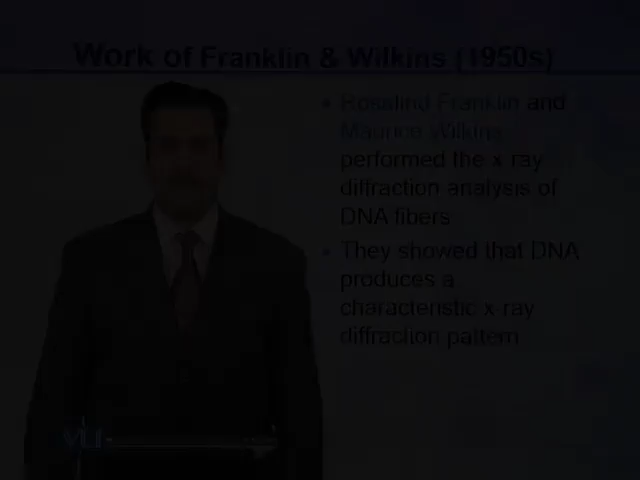 Work of Franklin & Wilkins (1950s)
• Rosalind Franklin and
Maurice Wilkins
performed the x ray
diffraction analysis of
DNA fibers
• They showed that DNA
produces a
characteristic x ray
diffraction pattern
VU